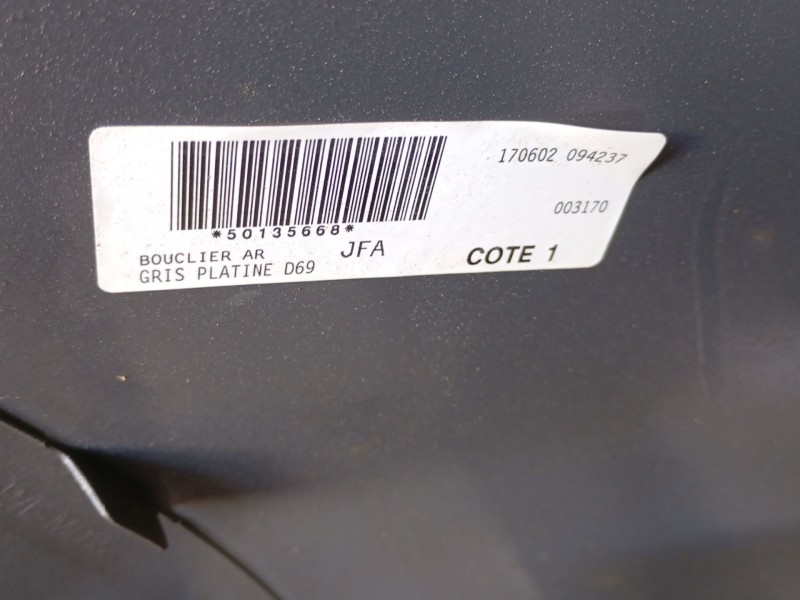 170602 094237
003170
*50135668*
BOUCLIER AR JFA
GRIS PLATINE D69
COTE 1